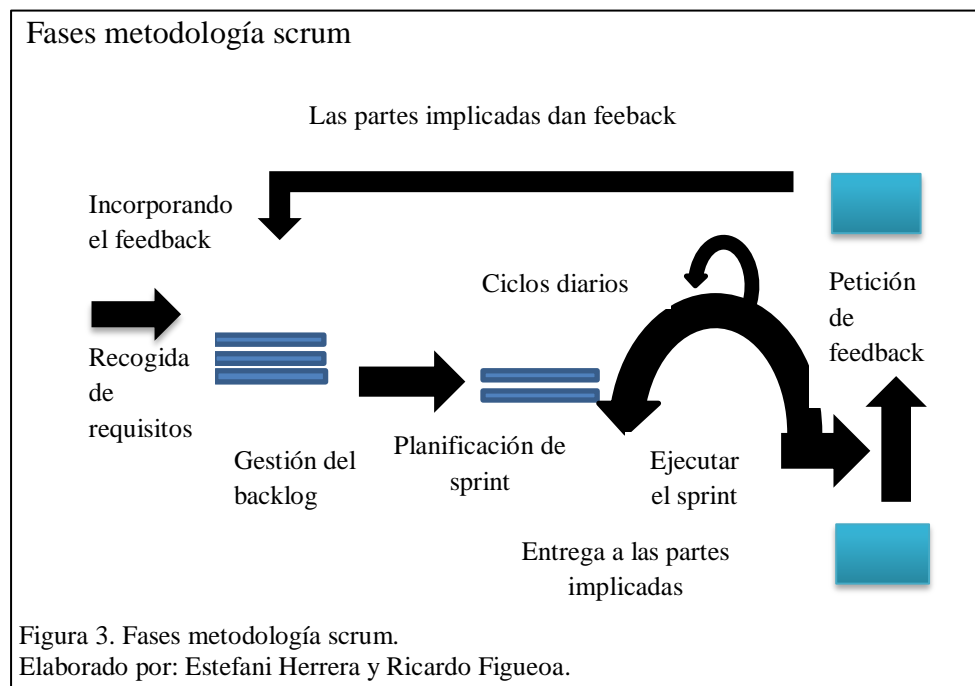 Fases metodología scrum
Las partes implicadas dan feeback
Incorporando
el feedback
Ciclos diarios
Petición
de
feedback
Recogida
de
requisitos
Gestión del
backlog
Planificación de
sprint
Ejecutar
el sprint
Entrega a las partes
implicadas
Figura 3. Fases metodología scrum.
Elaborado por: Estefani Herrera y Ricardo Figueoa.